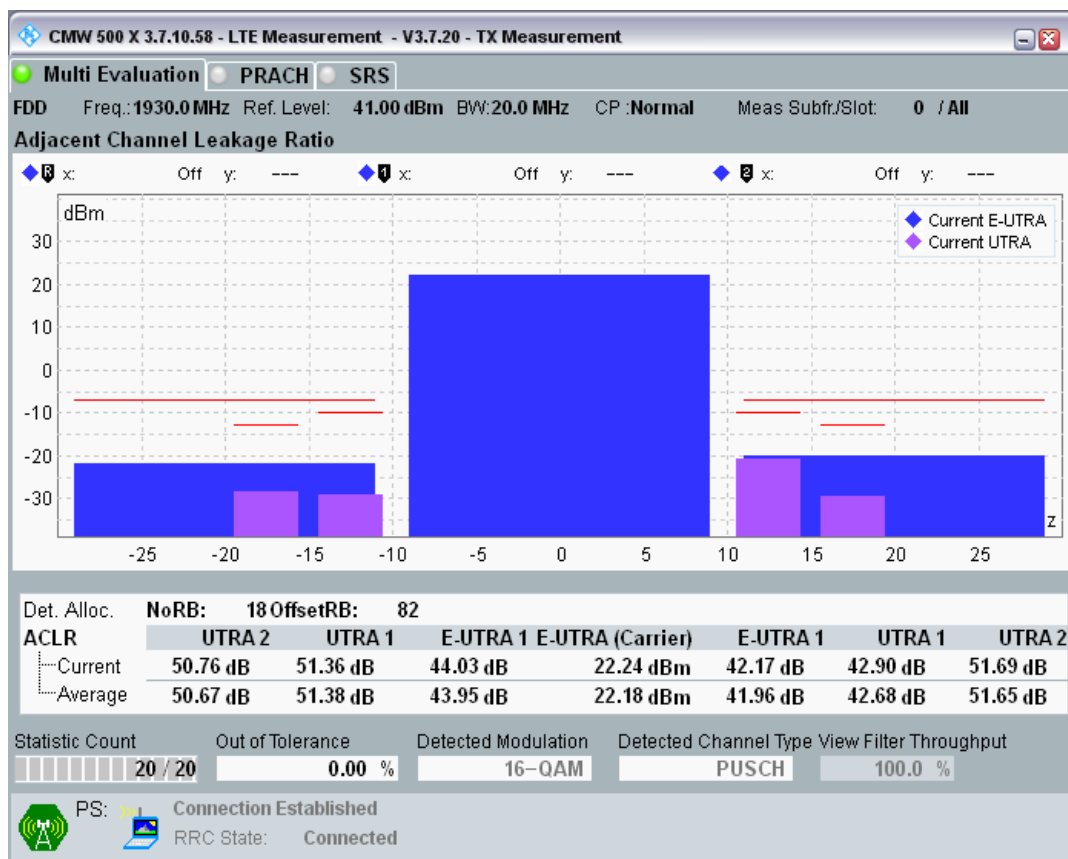 CMW 500 X 3.7.10.58 - LTE Measurement - V3.7.20 - TX Measurement
Multi Evaluation PRACH SRS
FDD Freq.:1930.0 MHz Ref. Level: 41.00 dBm BW:20.0 MHz CP :Normal Meas Subfr./Slot: 0 / All
Adjacent Channel Leakage Ratio
R x: Off y: --- 1 x: Off y: --- 2 x: Off y: ---
dBm
Current E-UTRA
Current UTRA
30
20
10
0
-10
-20
-30
z
-25 -20 -15 -10 -5 0 5 10 15 20 25
Det. Alloc. NoRB: 18 OffsetRB: 82
ACLR UTRA 2 UTRA 1 E-UTRA 1 E-UTRA (Carrier) E-UTRA 1 UTRA 1 UTRA 2
Current 50.76 dB 51.36 dB 44.03 dB 22.24 dBm 42.17 dB 42.90 dB 51.69 dB
Average 50.67 dB 51.38 dB 43.95 dB 22.18 dBm 41.96 dB 42.68 dB 51.65 dB
Statistic Count Out of Tolerance Detected Modulation Detected Channel Type View Filter Throughput
20 / 20 0.00 % 16-QAM PUSCH 100.0 %
PS: Connection Established
RRC State: Connected